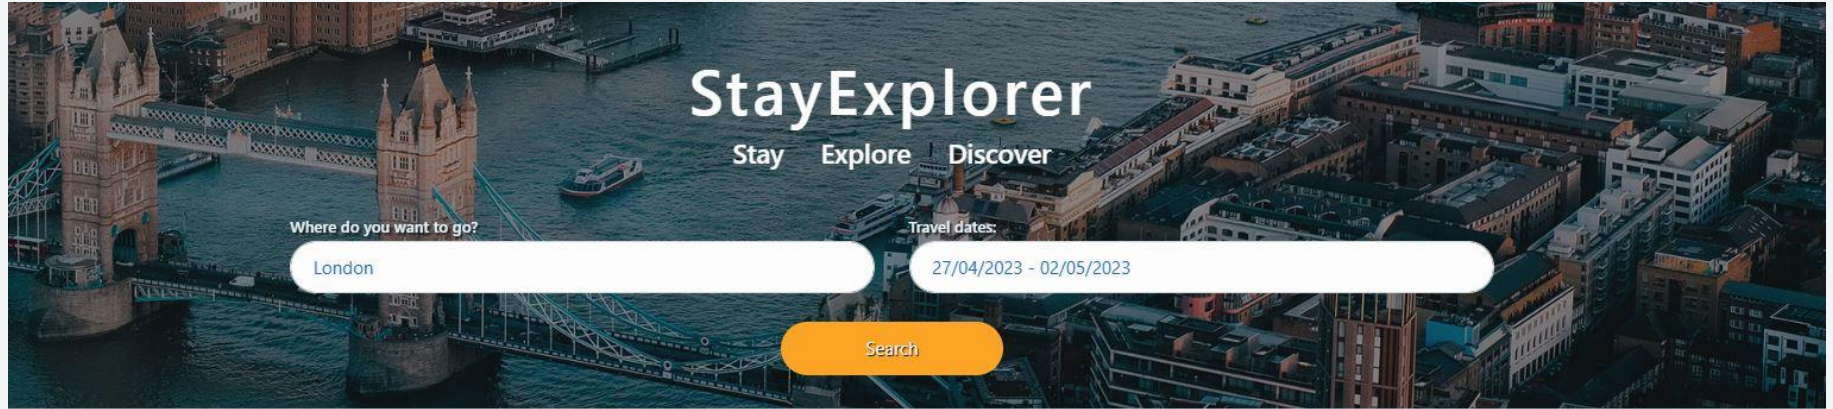 StayExplorer
Stay Explore Discover
Where do you want to go?
Travel dates:
London
27/04/2023 - 02/05/2023
Search